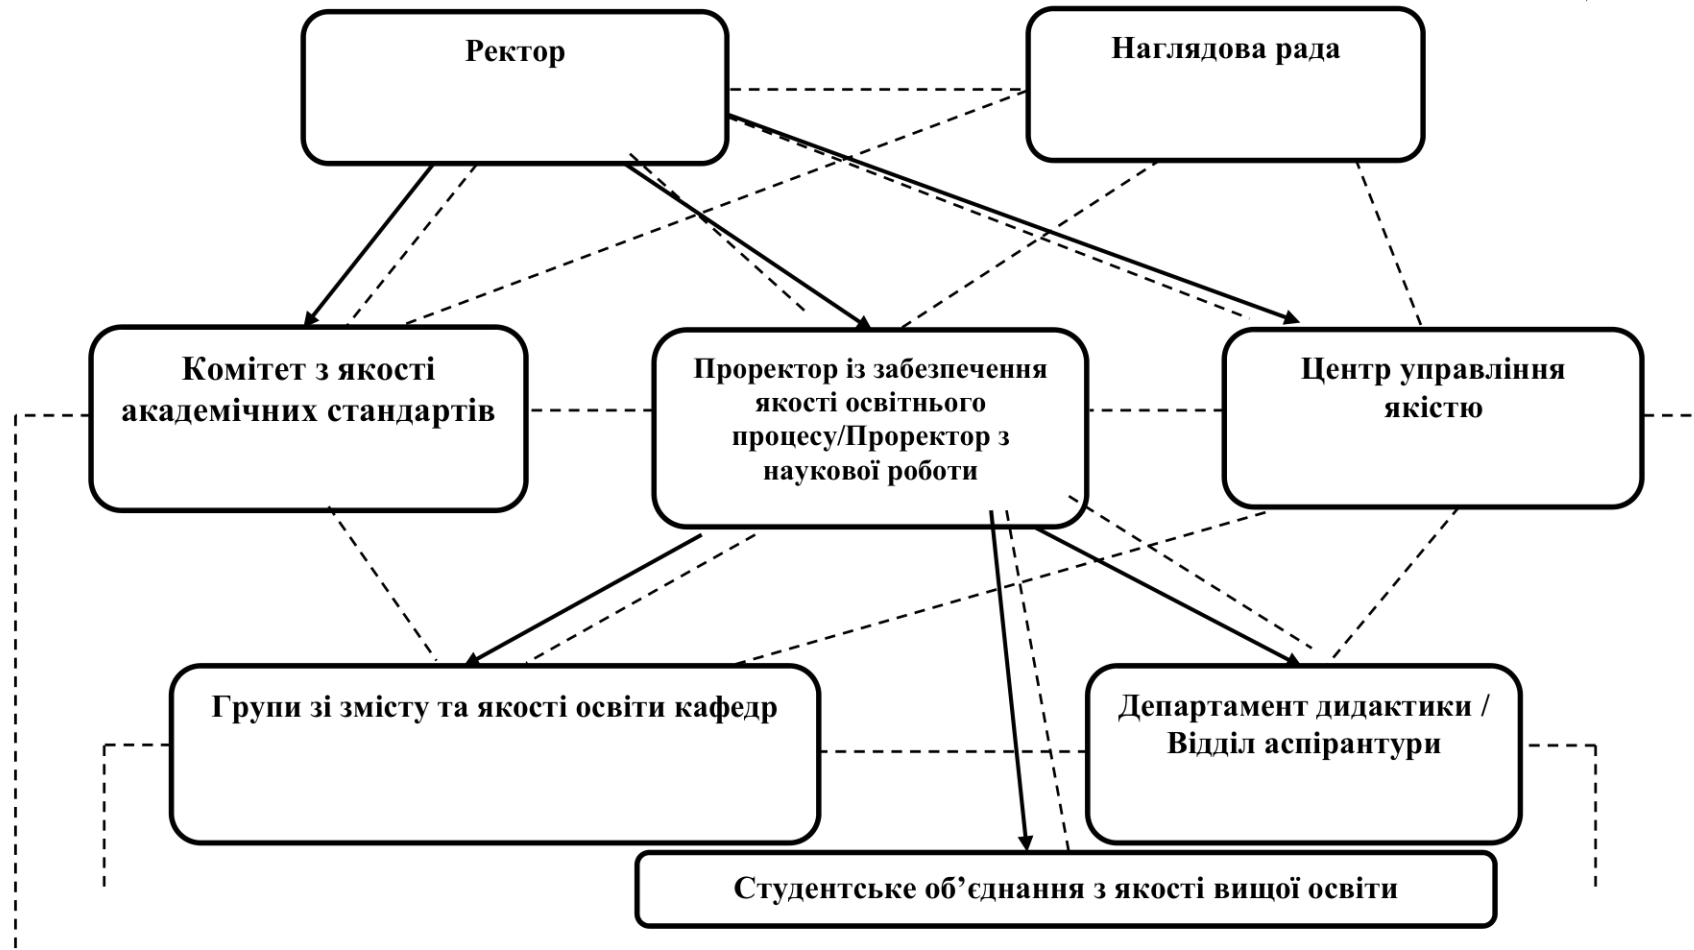 Ректор
Наглядова рада
Комітет з якості
академічних стандартів
Проректор із забезпечення
якості освітнього
процесу/Проректор з
наукової роботи
Центр управління
якістю
Групи зі змісту та якості освіти кафедр
Департамент дидактики /
Відділ аспірантури
Студентське об’єднання з якості вищої освіти